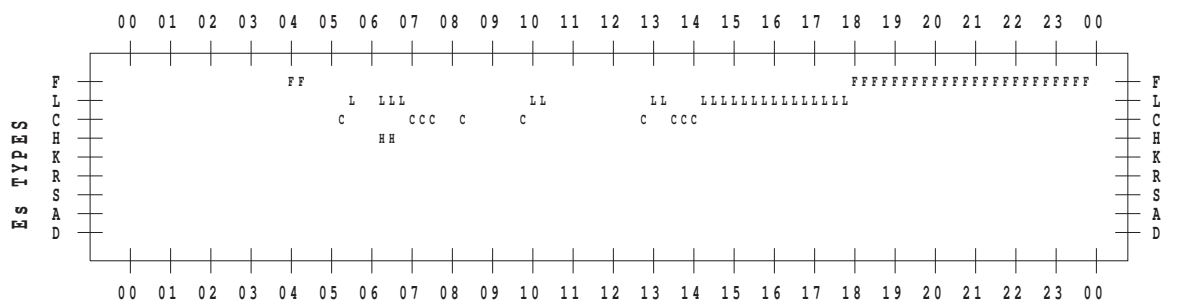 00 01 02 03 04 05 06 07 08 09 10 11 12 13 14 15 16 17 18 19 20 21 22 23 00
F FF FFFFFFFFFFFFFFFFFFFFFFFF F
L L LLL LL LL LLLLLLLLLLLLLLL L
C C CCC C C C CCC C
H HH H
K K
R R
S S
A A
D D
Es TYPES
00 01 02 03 04 05 06 07 08 09 10 11 12 13 14 15 16 17 18 19 20 21 22 23 00